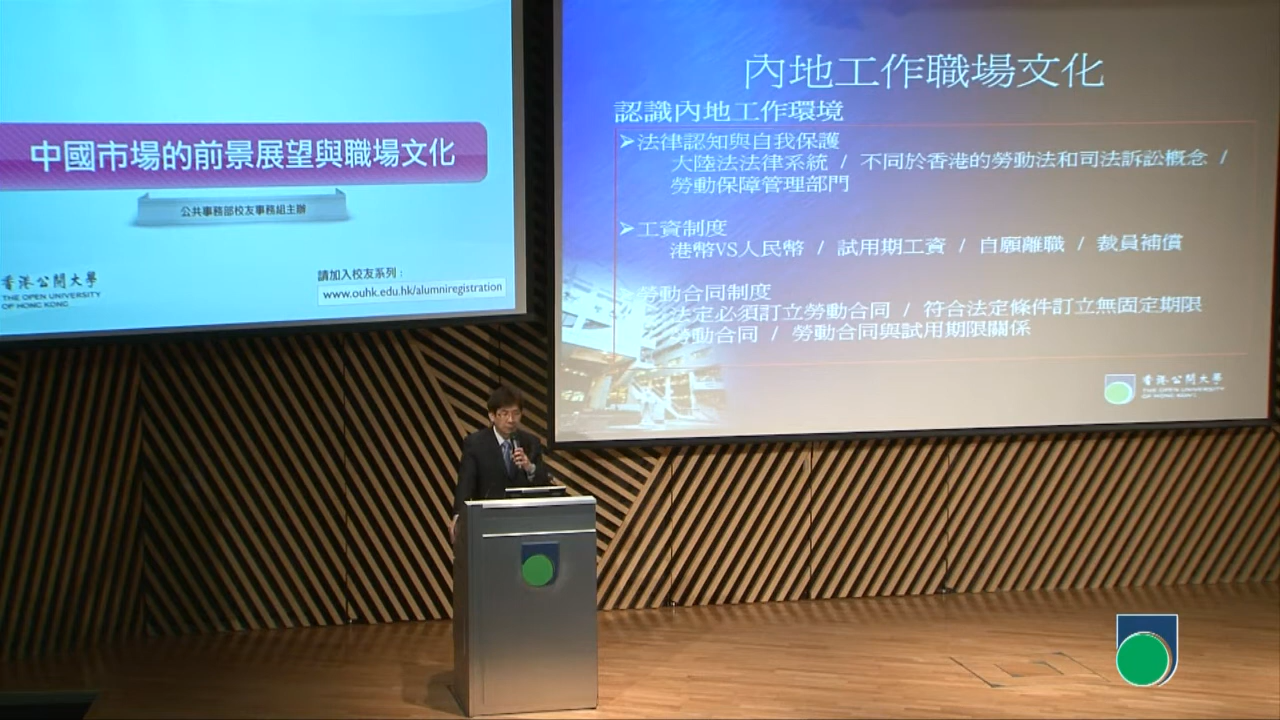 中國市場的前景展望與職場文化
公共事務部校友事務組主辦
香港公開大學
THE OPEN UNIVERSITY
OF HONG KONG
請加入校友系列 :
www.ouhk.edu.hk/alumniregistration
內地工作職場文化
認識內地工作環境
➢法律認知與自我保護
大陸法法律系統 / 不同於香港的勞動法和司法訴訟概念 /
勞動保障管理部門
➢工資制度
港幣VS人民幣 / 試用期工資 / 自願離職 / 裁員補償
➢勞動合同制度
法定必須訂立勞動合同 / 符合法定條件訂立無固定期限
勞動合同 / 勞動合同與試用期限關係
香港公開大學
THE OPEN UNIVERSITY
OF HONG KONG